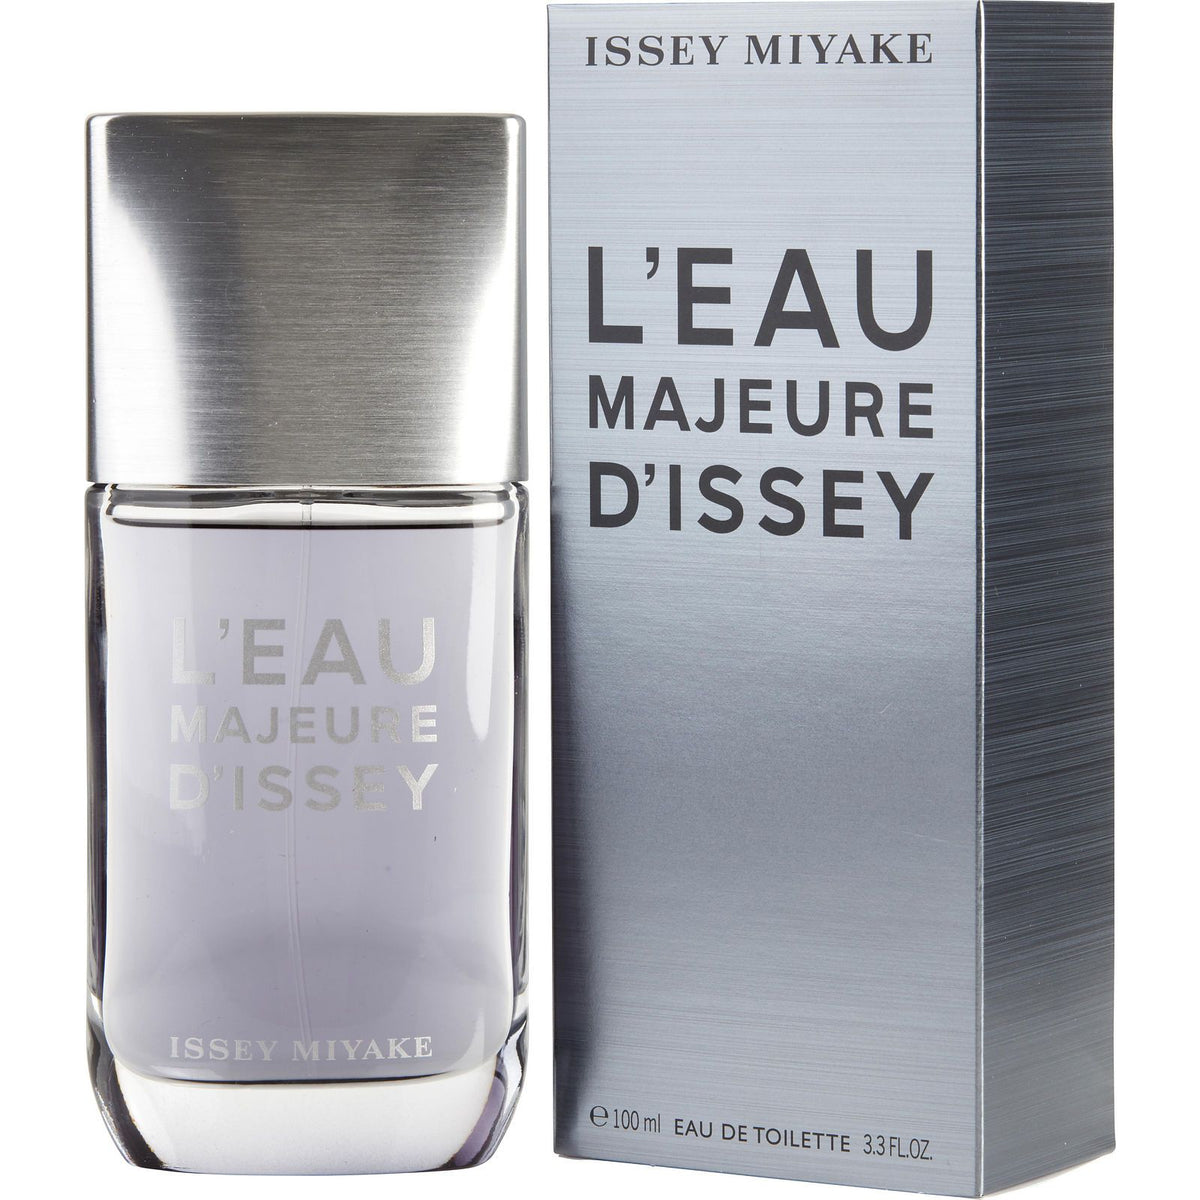 L'EAU
MAJEURE
D'ISSEY
ISSEY MIYAKE
ISSEY MIYAKE
L'EAU
MAJEURE
D'ISSEY
℮ 100 ml EAU DE TOILETTE 3.3 FL.OZ.